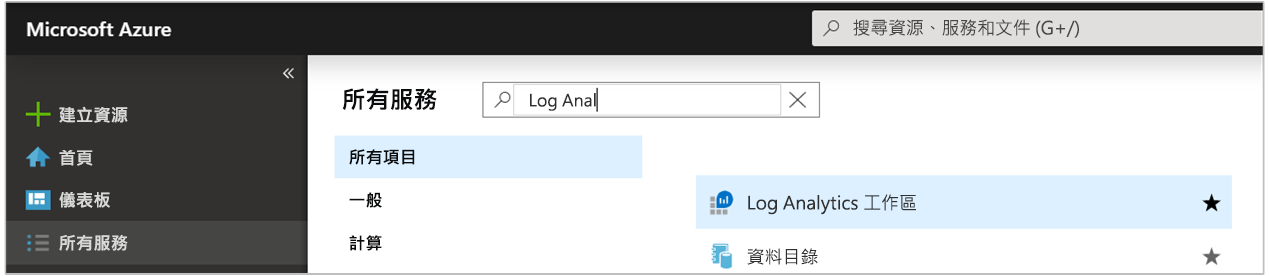 Microsoft Azure
搜尋資源、服務和文件 (G+/)
建立資源
首頁
儀表板
所有服務
所有服務
Log Anal
所有項目
一般
計算
Log Analytics 工作區
資料目錄